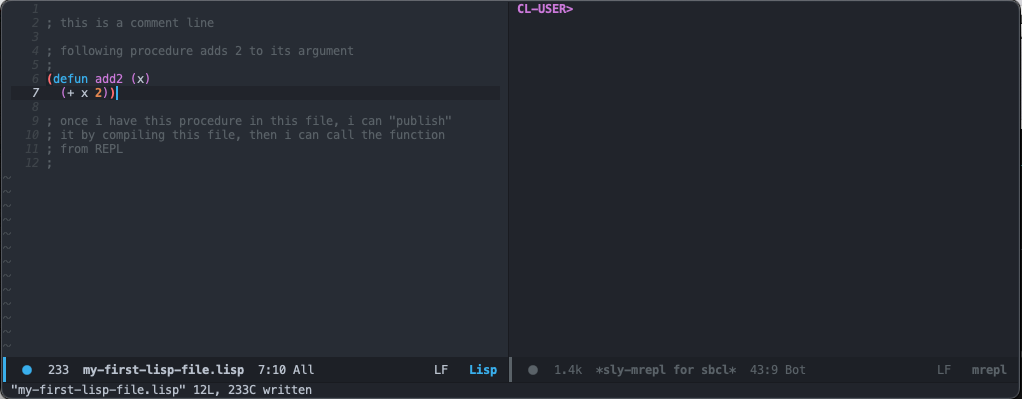 1
2 ; this is a comment line
3
4 ; following procedure adds 2 to its argument
5 ;
6 (defun add2 (x)
7   (+ x 2))
8
9 ; once i have this procedure in this file, i can "publish"
10 ; it by compiling this file, then i can call the function
11 ; from REPL
12 ;
~
~
~
~
~
~
~
~
~
~
~
~
~
233 my-first-lisp-file.lisp 7:10 All LF Lisp
"my-first-lisp-file.lisp" 12L, 233C written
CL-USER>
1.4k *sly-mrepl for sbcl* 43:9 Bot LF mrepl